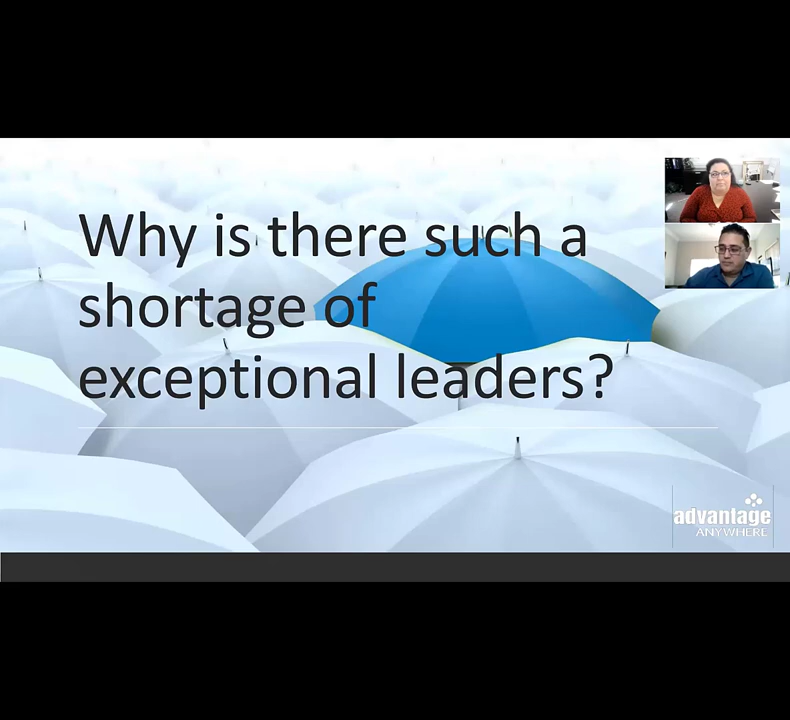 Why is there such a
shortage of
exceptional leaders?
advantage
ANYWHERE